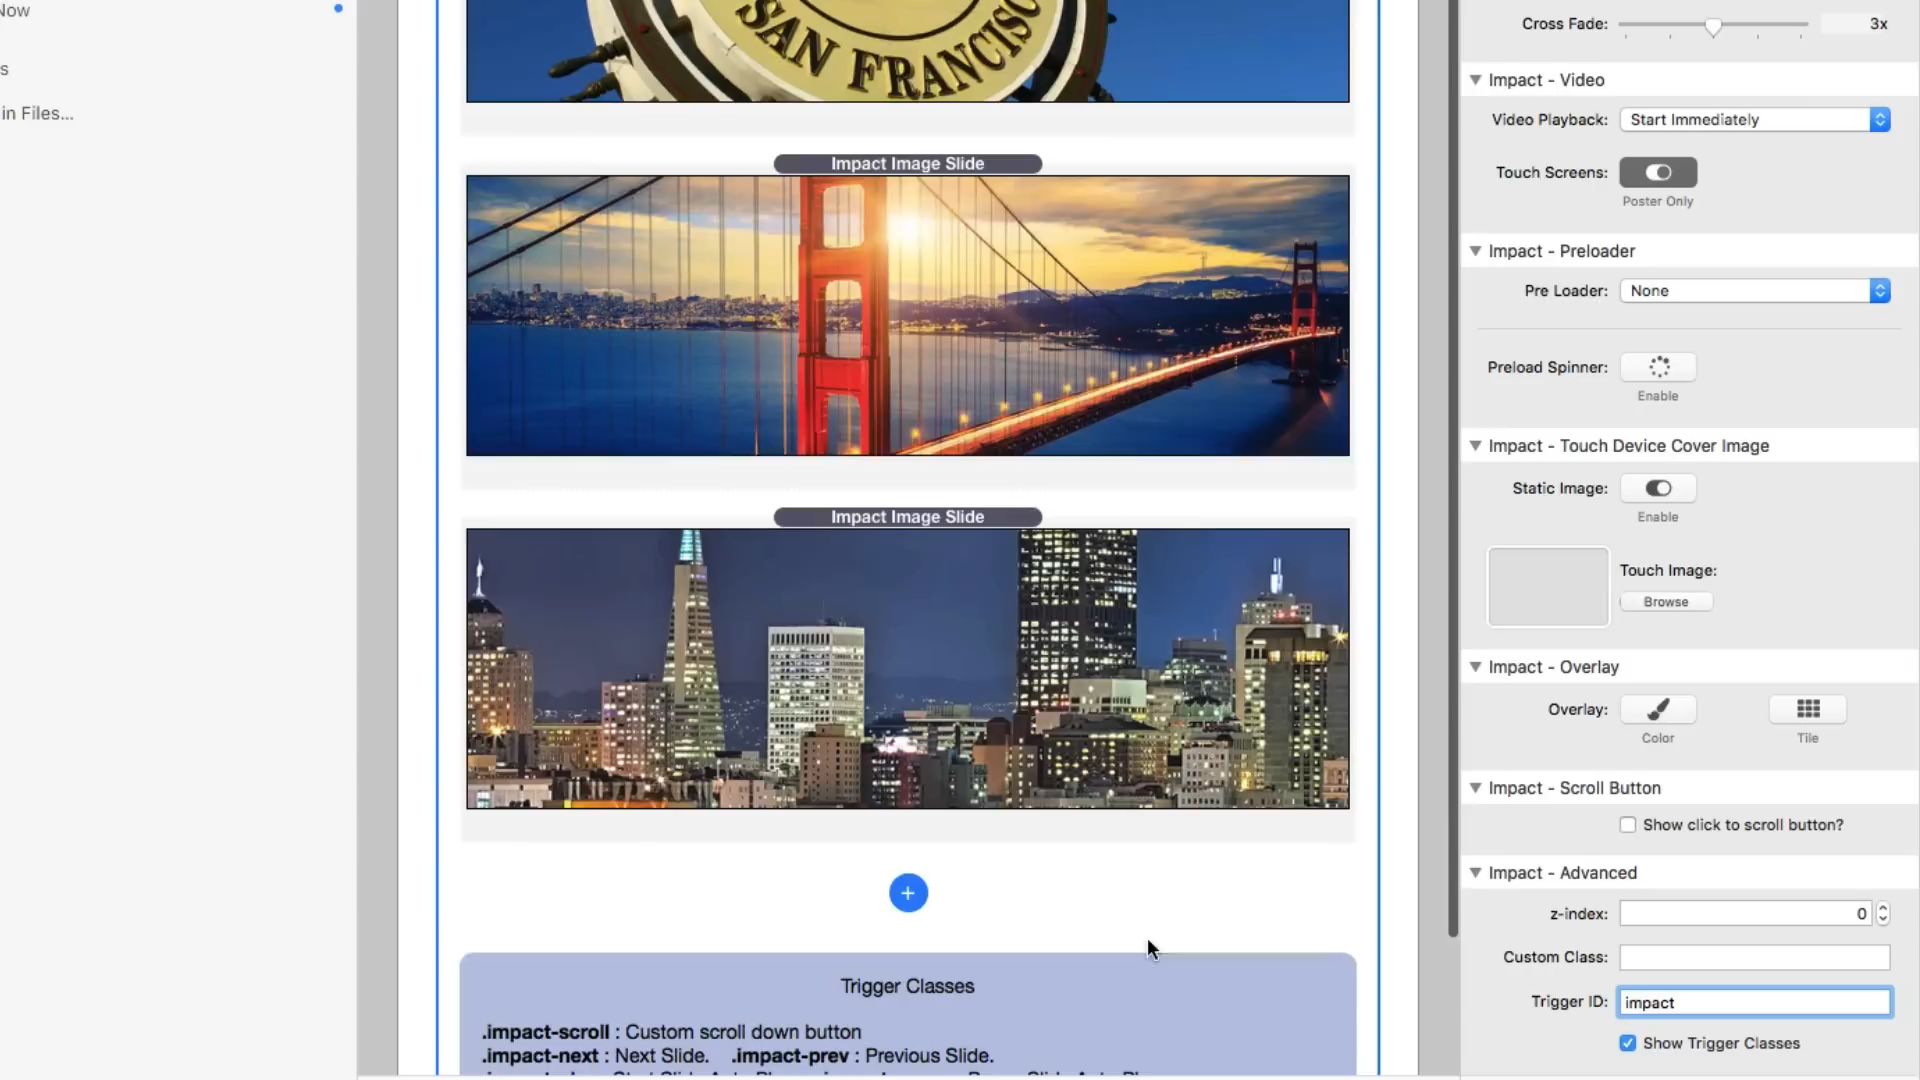 Now
s
in Files...
SAN FRANCISCO
Impact Image Slide
Impact Image Slide
Trigger Classes
.impact-scroll : Custom scroll down button
.impact-next : Next Slide. .impact-prev : Previous Slide.
Cross Fade: 3x
Impact - Video
Video Playback: Start Immediately
Touch Screens:
Poster Only
Impact - Preloader
Pre Loader: None
Preload Spinner:
Enable
Impact - Touch Device Cover Image
Static Image:
Enable
Touch Image:
Browse
Impact - Overlay
Overlay:
Color Tile
Impact - Scroll Button
Show click to scroll button?
Impact - Advanced
z-index: 0
Custom Class:
Trigger ID: impact
Show Trigger Classes